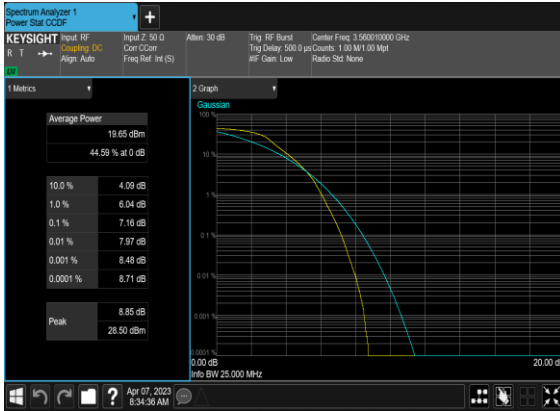 Spectrum Analyzer 1
Power Stat CCDF
KEYSIGHT
R T
Input: RF
Coupling: DC
Align: Auto
Input Z: 50 Ω
Corr CCorr
Freq Ref: Int (S)
Atten: 30 dB
Trig: RF Burst
Trig Delay: 500.0 µs
#IF Gain: Low
Center Freq: 3.560010000 GHz
Counts: 1.00 M/1.00 Mpt
Radio Std: None
1 Metrics
Average Power
19.65 dBm
44.59 % at 0 dB
10.0 % 4.09 dB
1.0 % 6.04 dB
0.1 % 7.16 dB
0.01 % 7.97 dB
0.001 % 8.48 dB
0.0001 % 8.71 dB
Peak
8.85 dB
28.50 dBm
2 Graph
Gaussian
100 %
10 %
1 %
0.1 %
0.01 %
0.001 %
0.0001 %
0.00 dB
20.00 d
Info BW 25.000 MHz
?
Apr 07, 2023
8:34:36 AM